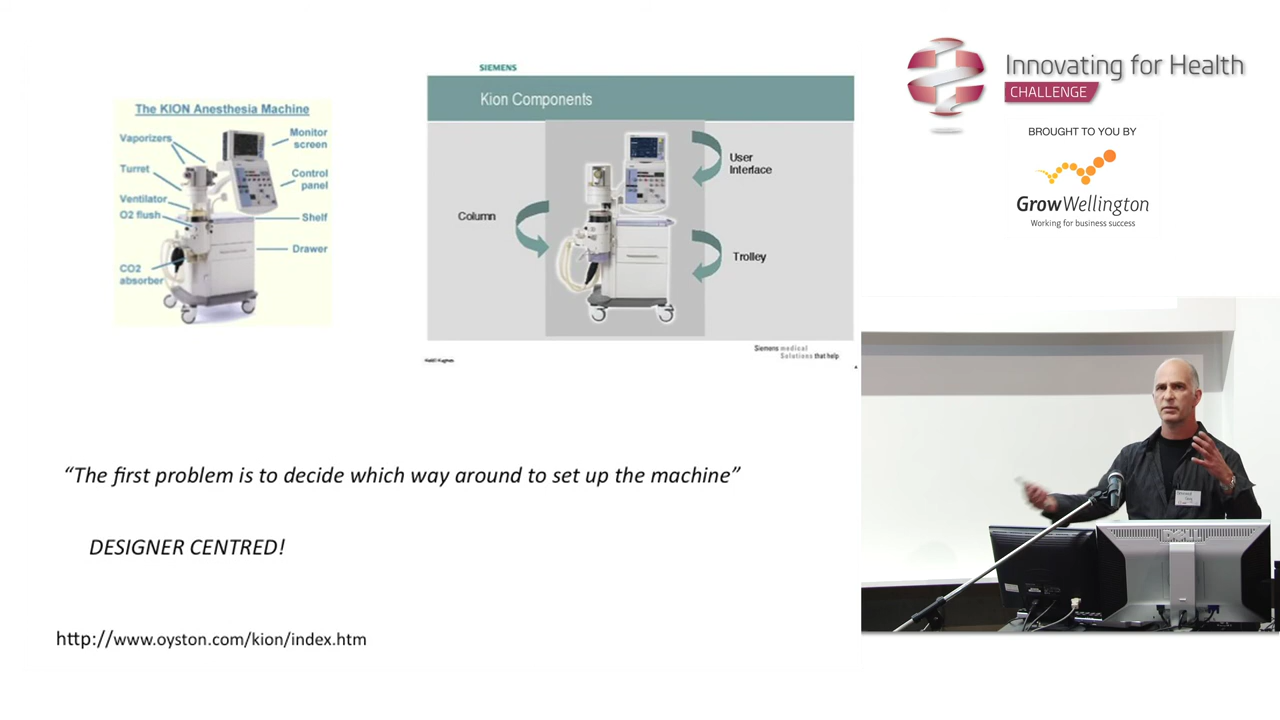 The KION Anesthesia Machine
Vaporizers
Turret
Ventilator
O2 flush
CO2
absorber
Monitor
screen
Control
panel
Shelf
Drawer
SIEMENS
Kion Components
Column
User
Interface
Trolley
Siemens medical
Solutions that help
“The first problem is to decide which way around to set up the machine”
DESIGNER CENTRED!
http://www.oyston.com/kion/index.htm
Innovating for Health
CHALLENGE
BROUGHT TO YOU BY
GrowWellington
Working for business success